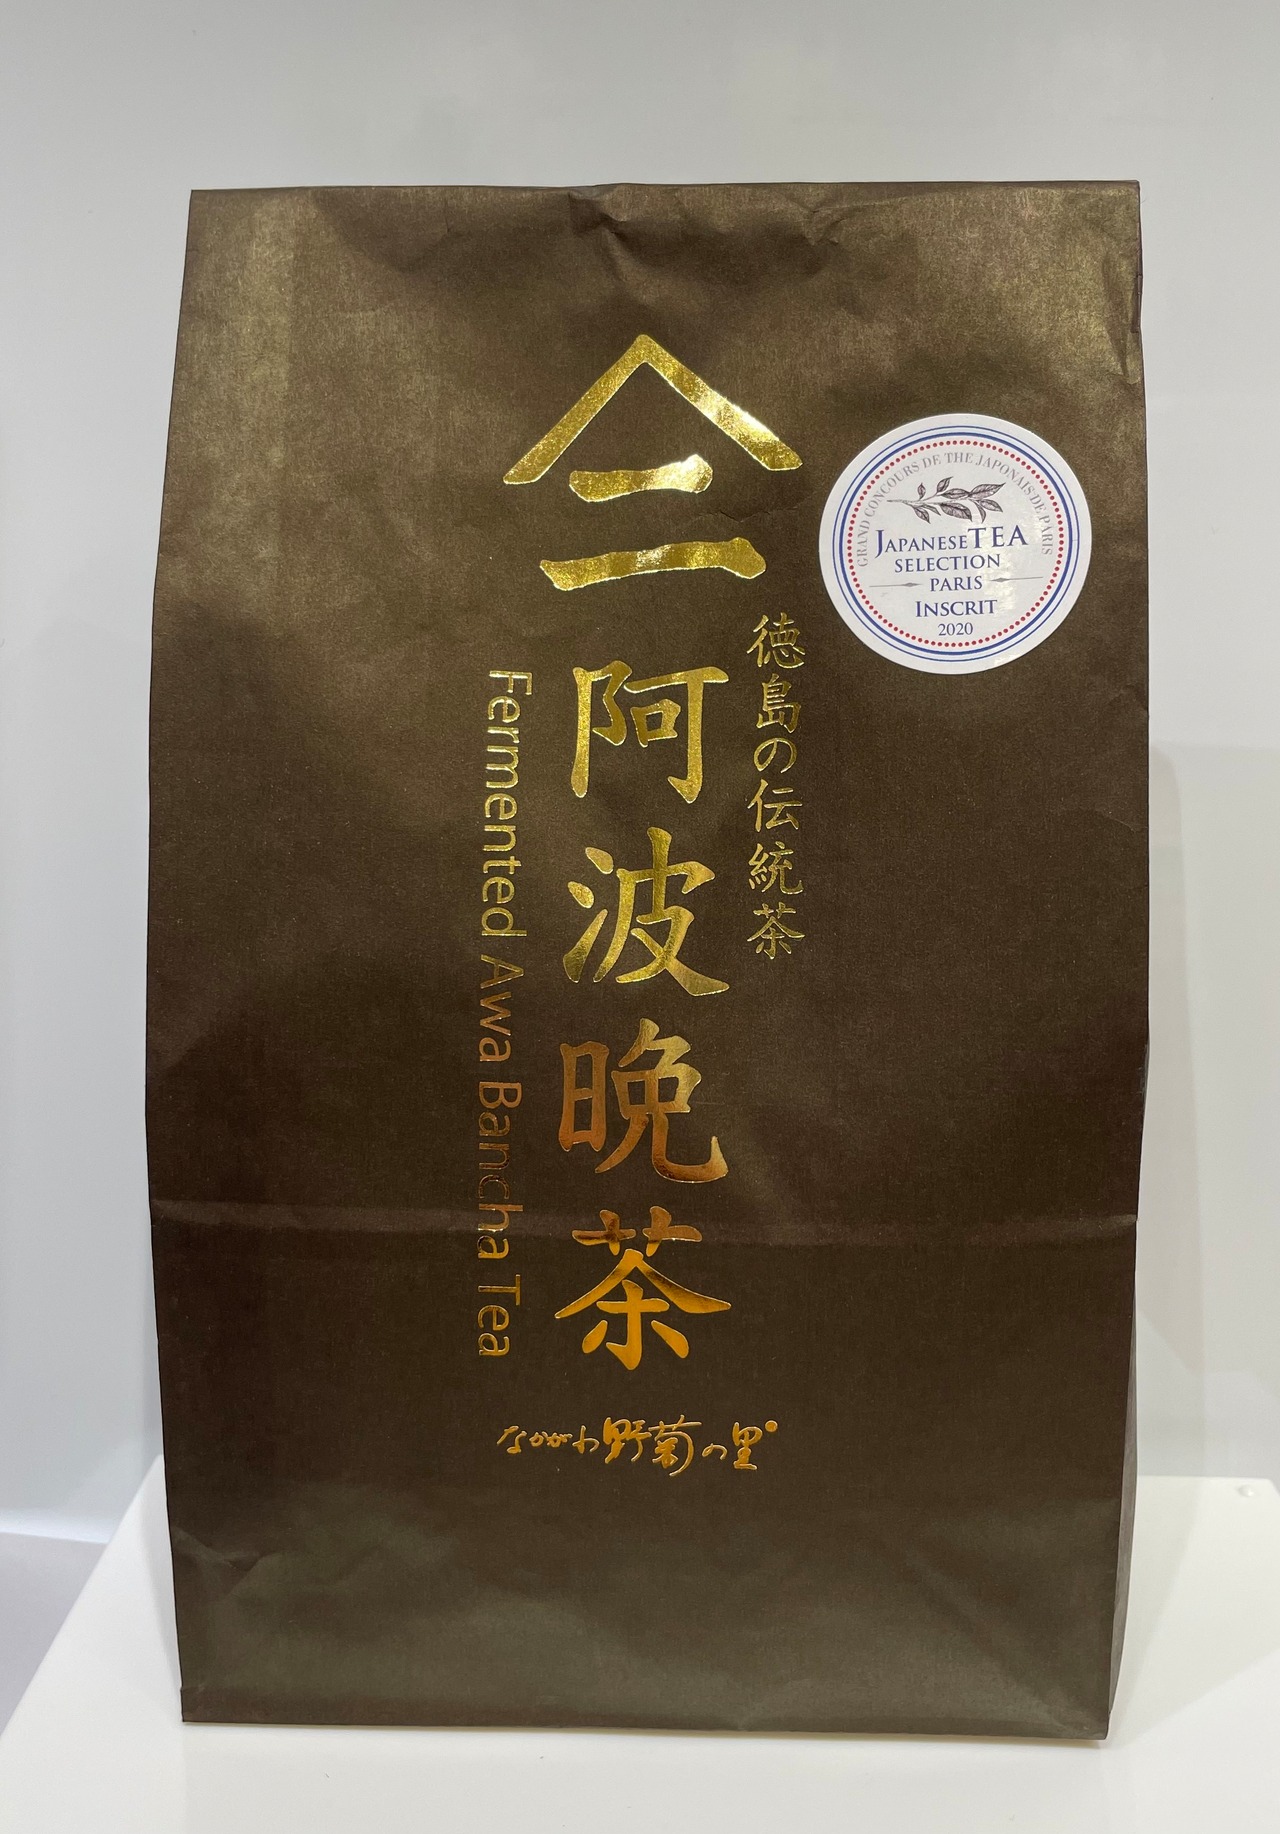 徳島の伝統茶
阿波晩茶
Fermented Awa Bancha Tea
なかがわ野菊の里
GRAND CONCOURS DE THE JAPONAIS DE PARIS
JAPANESE TEA
SELECTION
PARIS
INSCRIT
2020